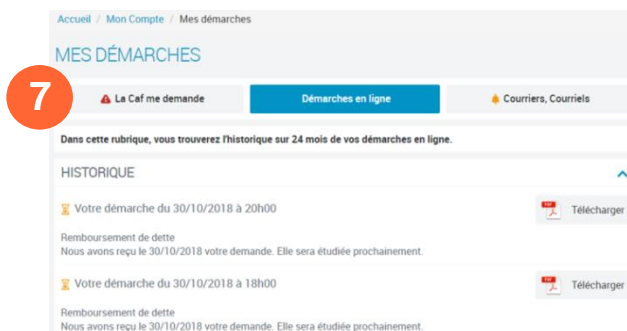 Accueil / Mon Compte / Mes démarches
MES DÉMARCHES
7
La Caf me demande
Démarches en ligne
Courriers, Courriels
Dans cette rubrique, vous trouverez l'historique sur 24 mois de vos démarches en ligne.
HISTORIQUE
Votre démarche du 30/10/2018 à 20h00
PDF
Télécharger
Remboursement de dette
Nous avons reçu le 30/10/2018 votre demande. Elle sera étudiée prochainement.
Votre démarche du 30/10/2018 à 18h00
PDF
Télécharger
Remboursement de dette
Nous avons reçu le 30/10/2018 votre demande. Elle sera étudiée prochainement.